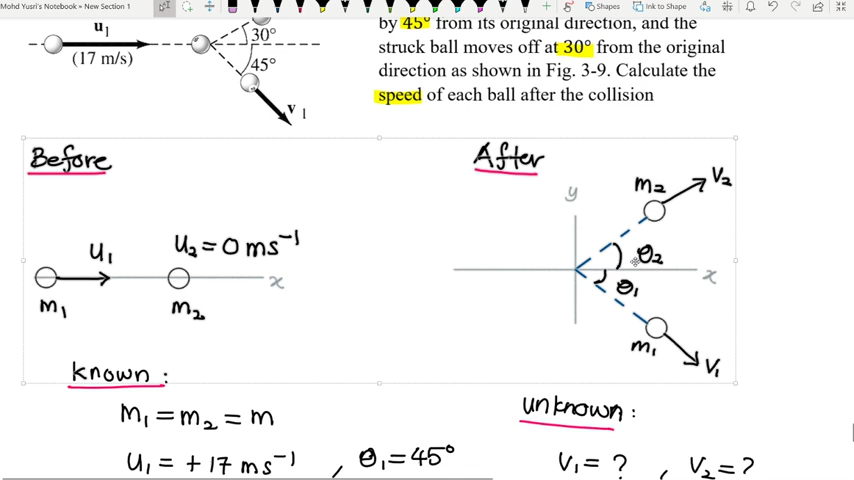 Mohd Yusri's Notebook » New Section 1
Shapes
Ink to Shape
u₁
(17 m/s)
30°
45°
v₁
by 45° from its original direction, and the
struck ball moves off at 30° from the original
direction as shown in Fig. 3-9. Calculate the
speed of each ball after the collision
Before
u₁
u₂ = 0 ms⁻¹
m₁
m₂
x
After
y
m₂
v₂
θ₂
x
θ₁
m₁
v₁
known :
m₁ = m₂ = m
u₁ = +17 ms⁻¹ , θ₁ = 45°
unknown :
v₁ = ? , v₂ = ?